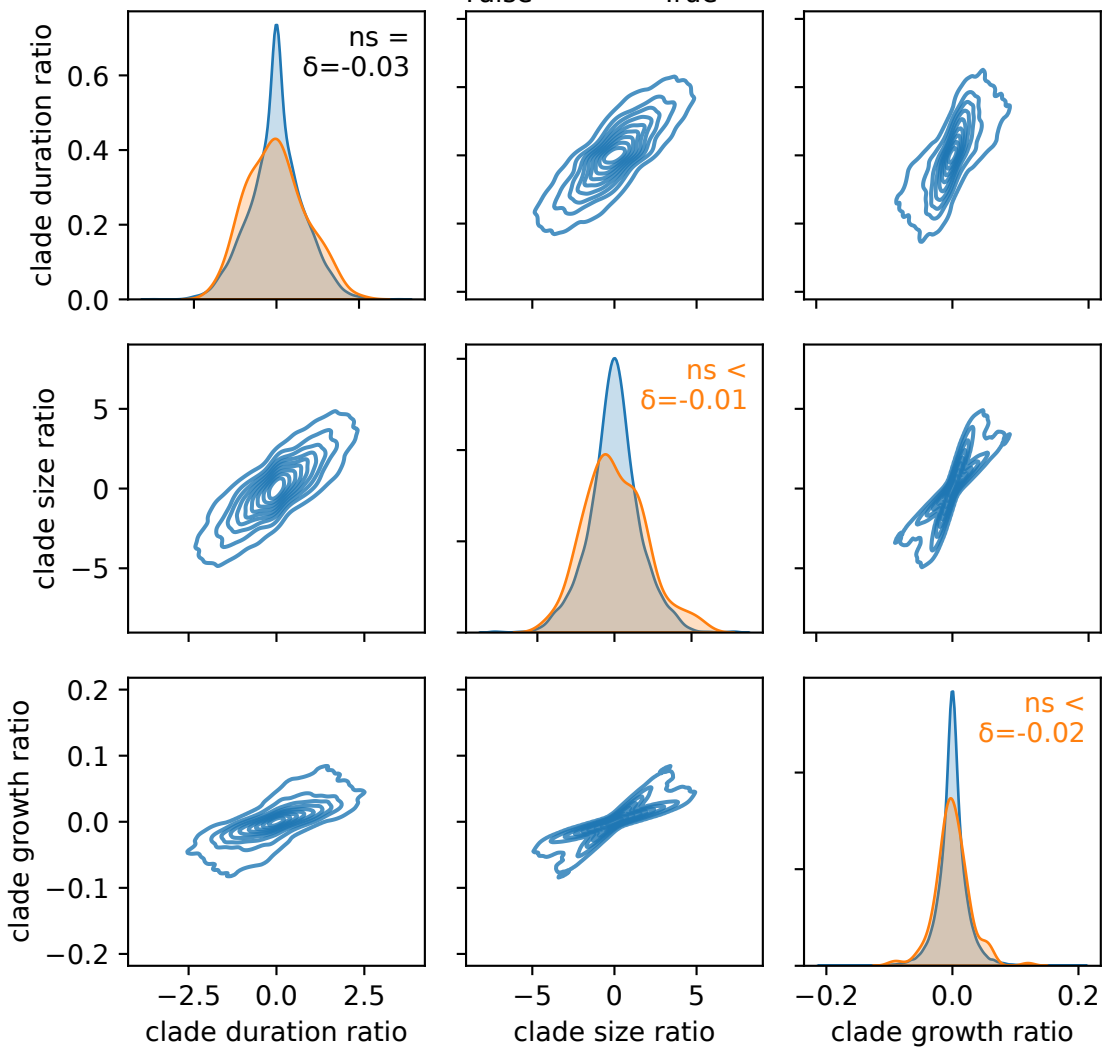 clade duration ratio
0.6
0.4
0.2
0.0
ns =
δ=-0.03
clade size ratio
5
0
−5
ns <
δ=-0.01
clade growth ratio
0.2
0.1
0.0
−0.1
−0.2
ns <
δ=-0.02
−2.5 0.0 2.5
−5 0 5
−0.2 0.0 0.2
clade duration ratio
clade size ratio
clade growth ratio